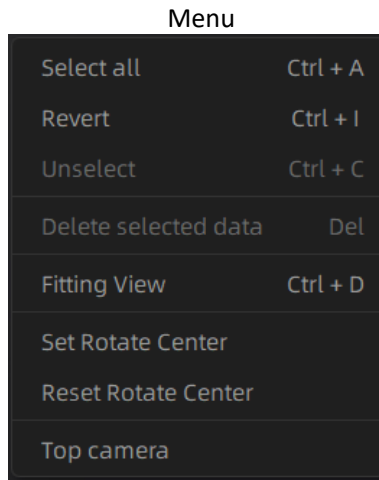 Menu
Select all Ctrl + A
Revert Ctrl + I
Unselect Ctrl + C
Delete selected data Del
Fitting View Ctrl + D
Set Rotate Center
Reset Rotate Center
Top camera